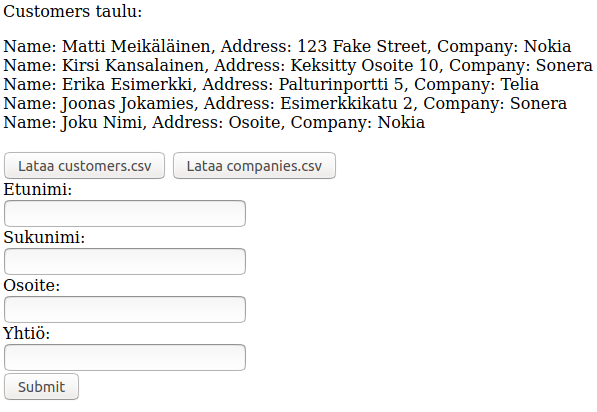 Customers taulu:
Name: Matti Meikäläinen, Address: 123 Fake Street, Company: Nokia
Name: Kirsi Kansalainen, Address: Keksitty Osoite 10, Company: Sonera
Name: Erika Esimerkki, Address: Palturinportti 5, Company: Telia
Name: Joonas Jokamies, Address: Esimerkkikatu 2, Company: Sonera
Name: Joku Nimi, Address: Osoite, Company: Nokia
Lataa customers.csv Lataa companies.csv
Etunimi:
Sukunimi:
Osoite:
Yhtiö:
Submit